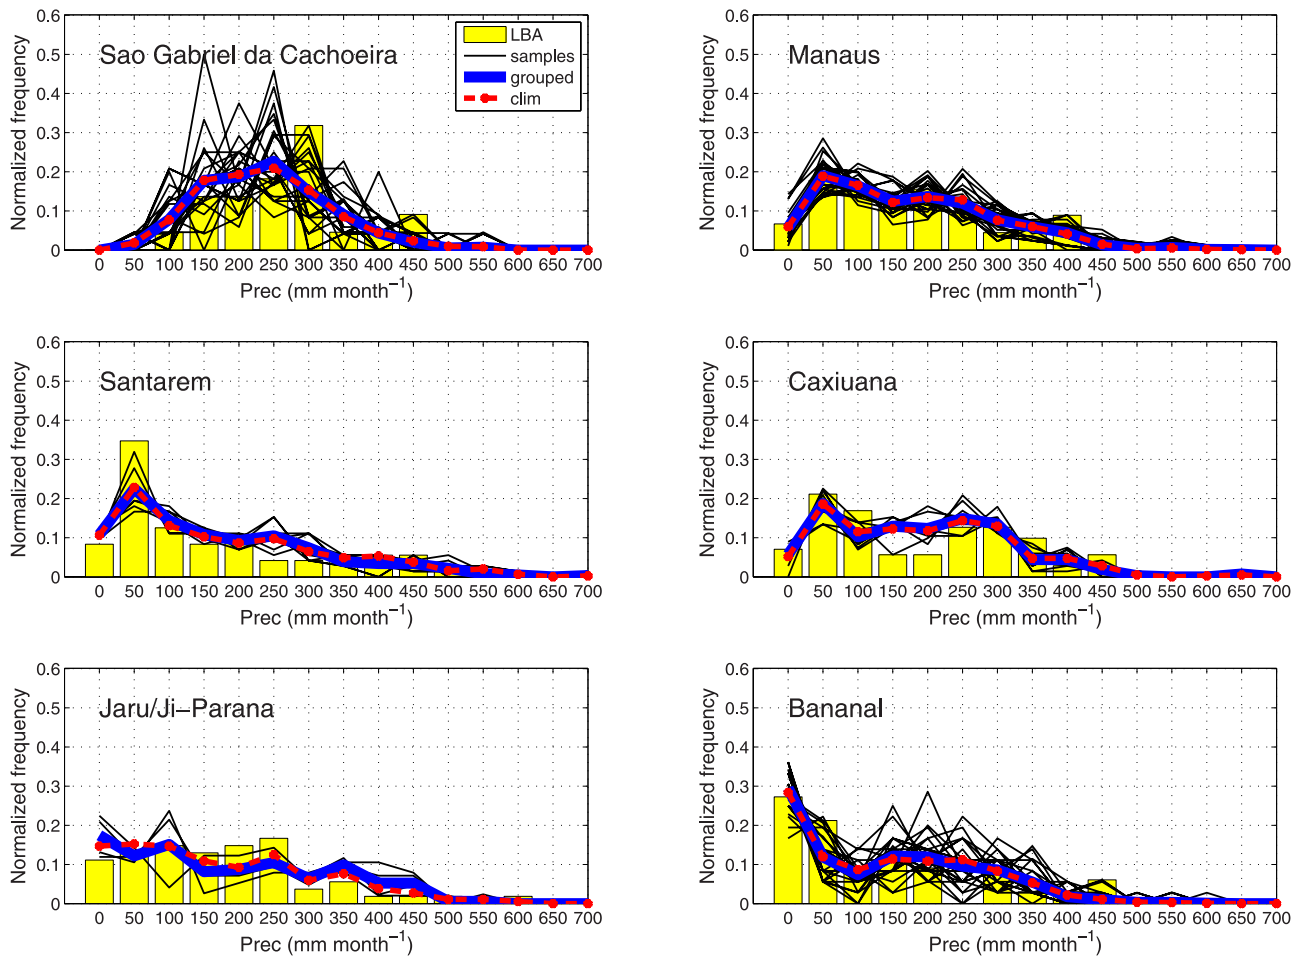 0.6
0.5
0.4
0.3
0.2
0.1
0
Normalized frequency
Sao Gabriel da Cachoeira
LBA
samples
grouped
clim
0 50 100 150 200 250 300 350 400 450 500 550 600 650 700
Prec (mm month⁻¹)
0.6
0.5
0.4
0.3
0.2
0.1
0
Normalized frequency
Manaus
0 50 100 150 200 250 300 350 400 450 500 550 600 650 700
Prec (mm month⁻¹)
0.6
0.5
0.4
0.3
0.2
0.1
0
Normalized frequency
Santarem
0 50 100 150 200 250 300 350 400 450 500 550 600 650 700
Prec (mm month⁻¹)
0.6
0.5
0.4
0.3
0.2
0.1
0
Normalized frequency
Caxiuana
0 50 100 150 200 250 300 350 400 450 500 550 600 650 700
Prec (mm month⁻¹)
0.6
0.5
0.4
0.3
0.2
0.1
0
Normalized frequency
Jaru/Ji−Parana
0 50 100 150 200 250 300 350 400 450 500 550 600 650 700
Prec (mm month⁻¹)
0.6
0.5
0.4
0.3
0.2
0.1
0
Normalized frequency
Bananal
0 50 100 150 200 250 300 350 400 450 500 550 600 650 700
Prec (mm month⁻¹)